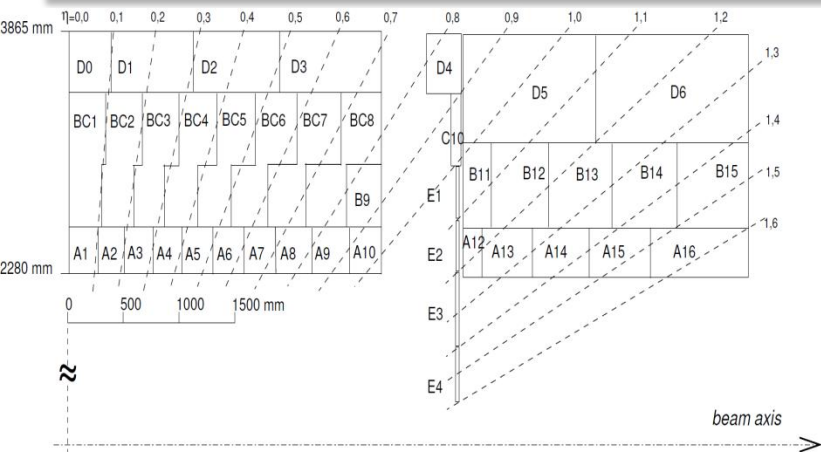 η=0,0 0,1 0,2 0,3 0,4 0,5 0,6 0,7 0,8 0,9 1,0 1,1 1,2
3865 mm
1,3
D0 D1 D2 D3 D4 D5 D6
1,4
BC1 BC2 BC3 BC4 BC5 BC6 BC7 BC8 C10
1,5
B9 E1 B11 B12 B13 B14 B15
1,6
A1 A2 A3 A4 A5 A6 A7 A8 A9 A10 E2 A12 A13 A14 A15 A16
2280 mm
0 500 1000 1500 mm
E3
E4
beam axis